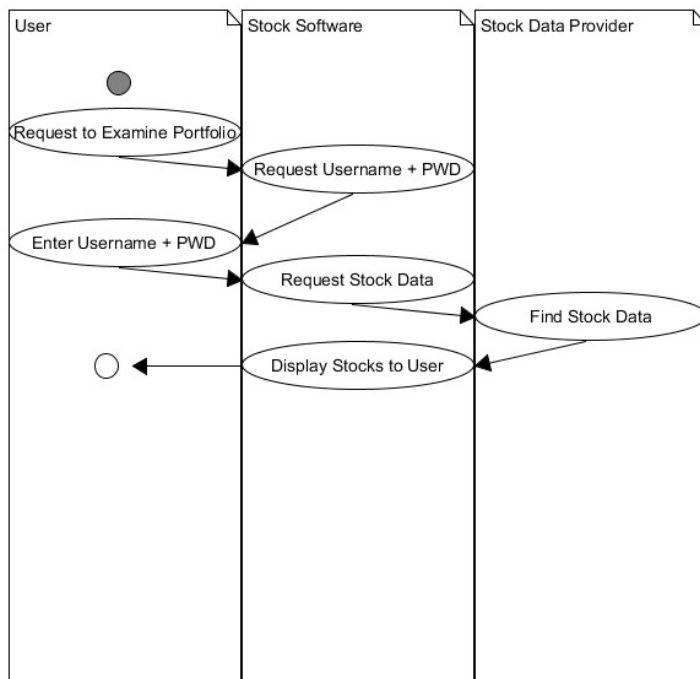 User
Stock Software
Stock Data Provider
Request to Examine Portfolio
Request Username + PWD
Enter Username + PWD
Request Stock Data
Find Stock Data
Display Stocks to User